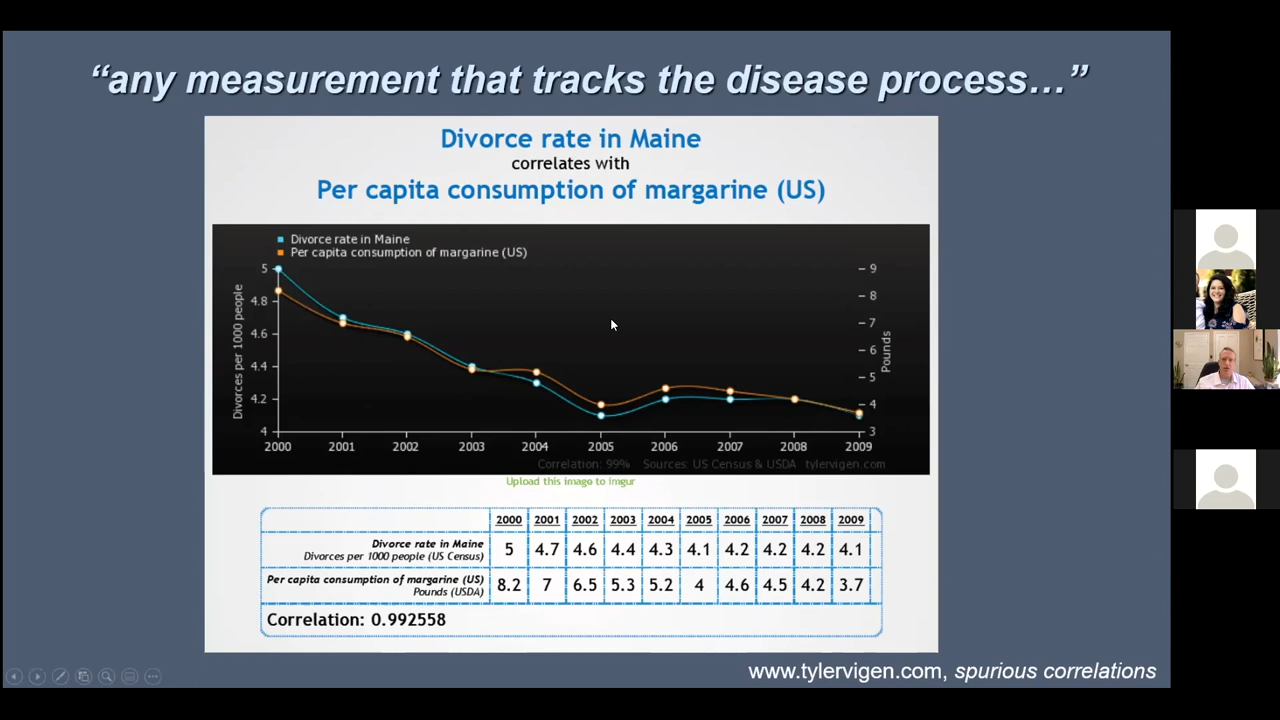 “any measurement that tracks the disease process…”
Divorce rate in Maine
correlates with
Per capita consumption of margarine (US)
Divorce rate in Maine
Per capita consumption of margarine (US)
5
4.8
4.6
4.4
4.2
4
Divorces per 1000 people
9
8
7
6
5
4
3
Pounds
2000 2001 2002 2003 2004 2005 2006 2007 2008 2009
Correlation: 99% Sources: US Census & USDA tylervigen.com
Upload this image to imgur
2000 2001 2002 2003 2004 2005 2006 2007 2008 2009
Divorce rate in Maine
Divorces per 1000 people (US Census) 5 4.7 4.6 4.4 4.3 4.1 4.2 4.2 4.2 4.1
Per capita consumption of margarine (US)
Pounds (USDA) 8.2 7 6.5 5.3 5.2 4 4.6 4.5 4.2 3.7
Correlation: 0.992558
www.tylervigen.com, spurious correlations